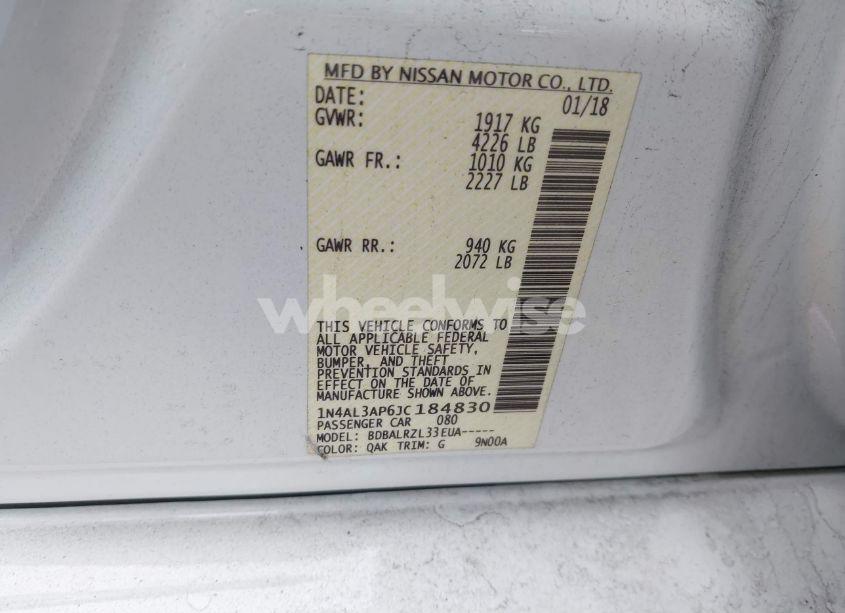 MFD BY NISSAN MOTOR CO., LTD.
DATE: 01/18
GVWR: 1917 KG
4226 LB
GAWR FR.: 1010 KG
2227 LB
GAWR RR.: 940 KG
2072 LB
wheelwise
THIS VEHICLE CONFORMS TO
ALL APPLICABLE FEDERAL
MOTOR VEHICLE SAFETY,
BUMPER, AND THEFT
PREVENTION STANDARDS IN
EFFECT ON THE DATE OF
MANUFACTURE SHOWN ABOVE.
1N4AL3AP6JC184830
PASSENGER CAR 080
MODEL: BDBALRZL33EUA-----
COLOR: QAK TRIM: G 9N00A